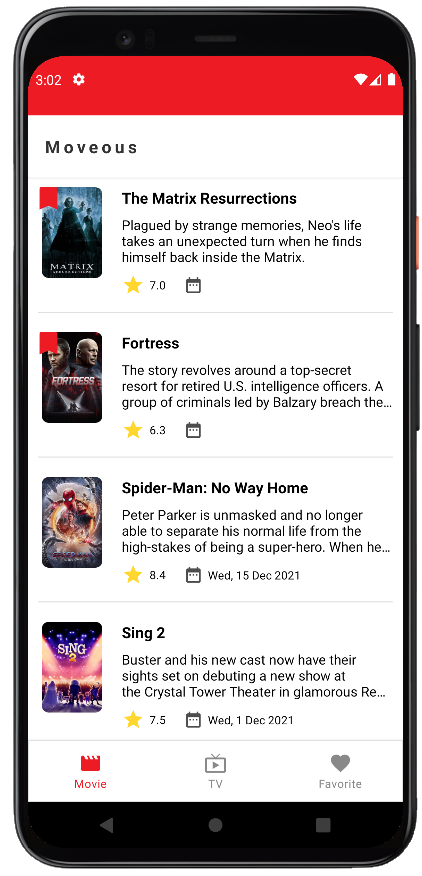 3:02
Moveous
The Matrix Resurrections
Plagued by strange memories, Neo's life
takes an unexpected turn when he finds
himself back inside the Matrix.
MATRIX
7.0
Fortress
The story revolves around a top-secret
resort for retired U.S. intelligence officers. A
group of criminals led by Balzary breach the…
FORTRESS
6.3
Spider-Man: No Way Home
Peter Parker is unmasked and no longer
able to separate his normal life from the
high-stakes of being a super-hero. When he…
8.4 Wed, 15 Dec 2021
Sing 2
Buster and his new cast now have their
sights set on debuting a new show at
the Crystal Tower Theater in glamorous Re…
SING
2
7.5 Wed, 1 Dec 2021
Movie TV Favorite